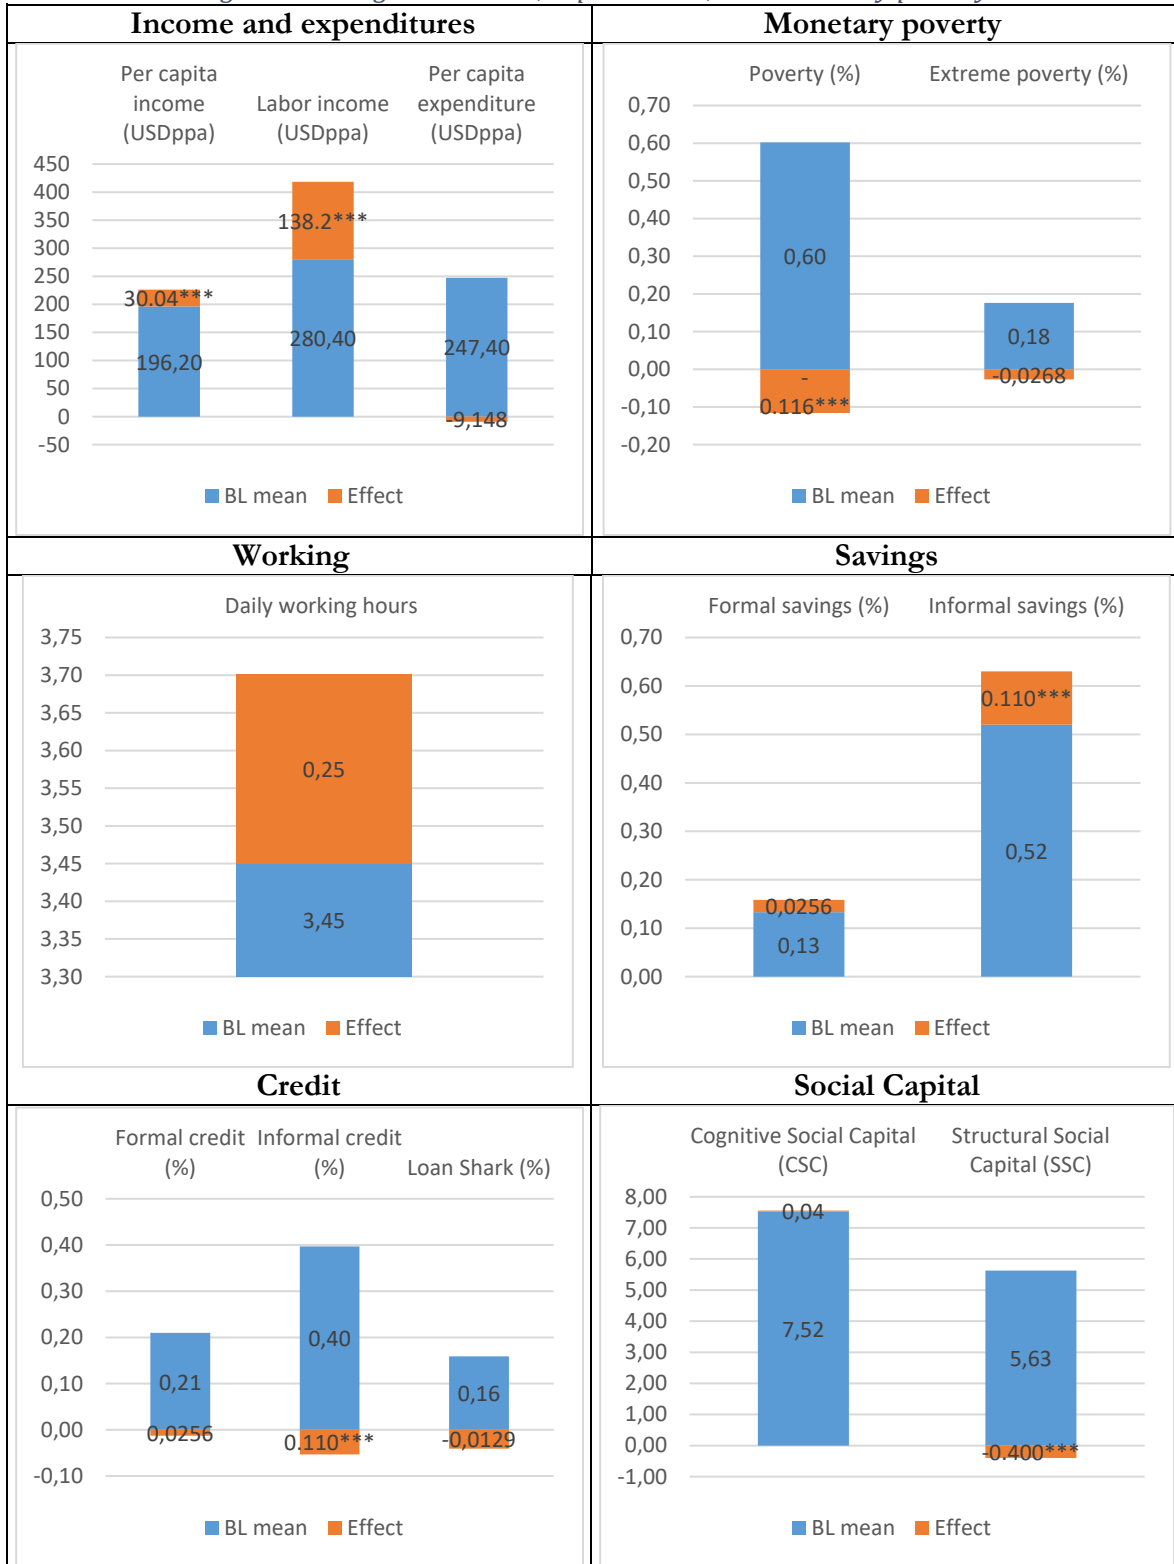 Income and expenditures
Monetary poverty
Per capita
income
(USDppa)
Labor income
(USDppa)
Per capita
expenditure
(USDppa)
450
400
350
300
250
200
150
100
50
0
-50
30.04***
196,20
138.2***
280,40
247,40
-9,148
BL mean
Effect
Poverty (%)
Extreme poverty (%)
0,70
0,60
0,50
0,40
0,30
0,20
0,10
0,00
-0,10
-0,20
0,60
-
0.116***
0,18
-0,0268
BL mean
Effect
Working
Savings
Daily working hours
3,75
3,70
3,65
3,60
3,55
3,50
3,45
3,40
3,35
3,30
0,25
3,45
BL mean
Effect
Formal savings (%)
Informal savings (%)
0,70
0,60
0,50
0,40
0,30
0,20
0,10
0,00
0,0256
0,13
0.110***
0,52
BL mean
Effect
Credit
Social Capital
Formal credit
(%)
Informal credit
(%)
Loan Shark (%)
0,50
0,40
0,30
0,20
0,10
0,00
-0,10
0,21
0,0256
0,40
0.110***
0,16
-0,0129
BL mean
Effect
Cognitive Social Capital
(CSC)
Structural Social
Capital (SSC)
8,00
7,00
6,00
5,00
4,00
3,00
2,00
1,00
0,00
-1,00
0,04
7,52
5,63
-0.400***
BL mean
Effect